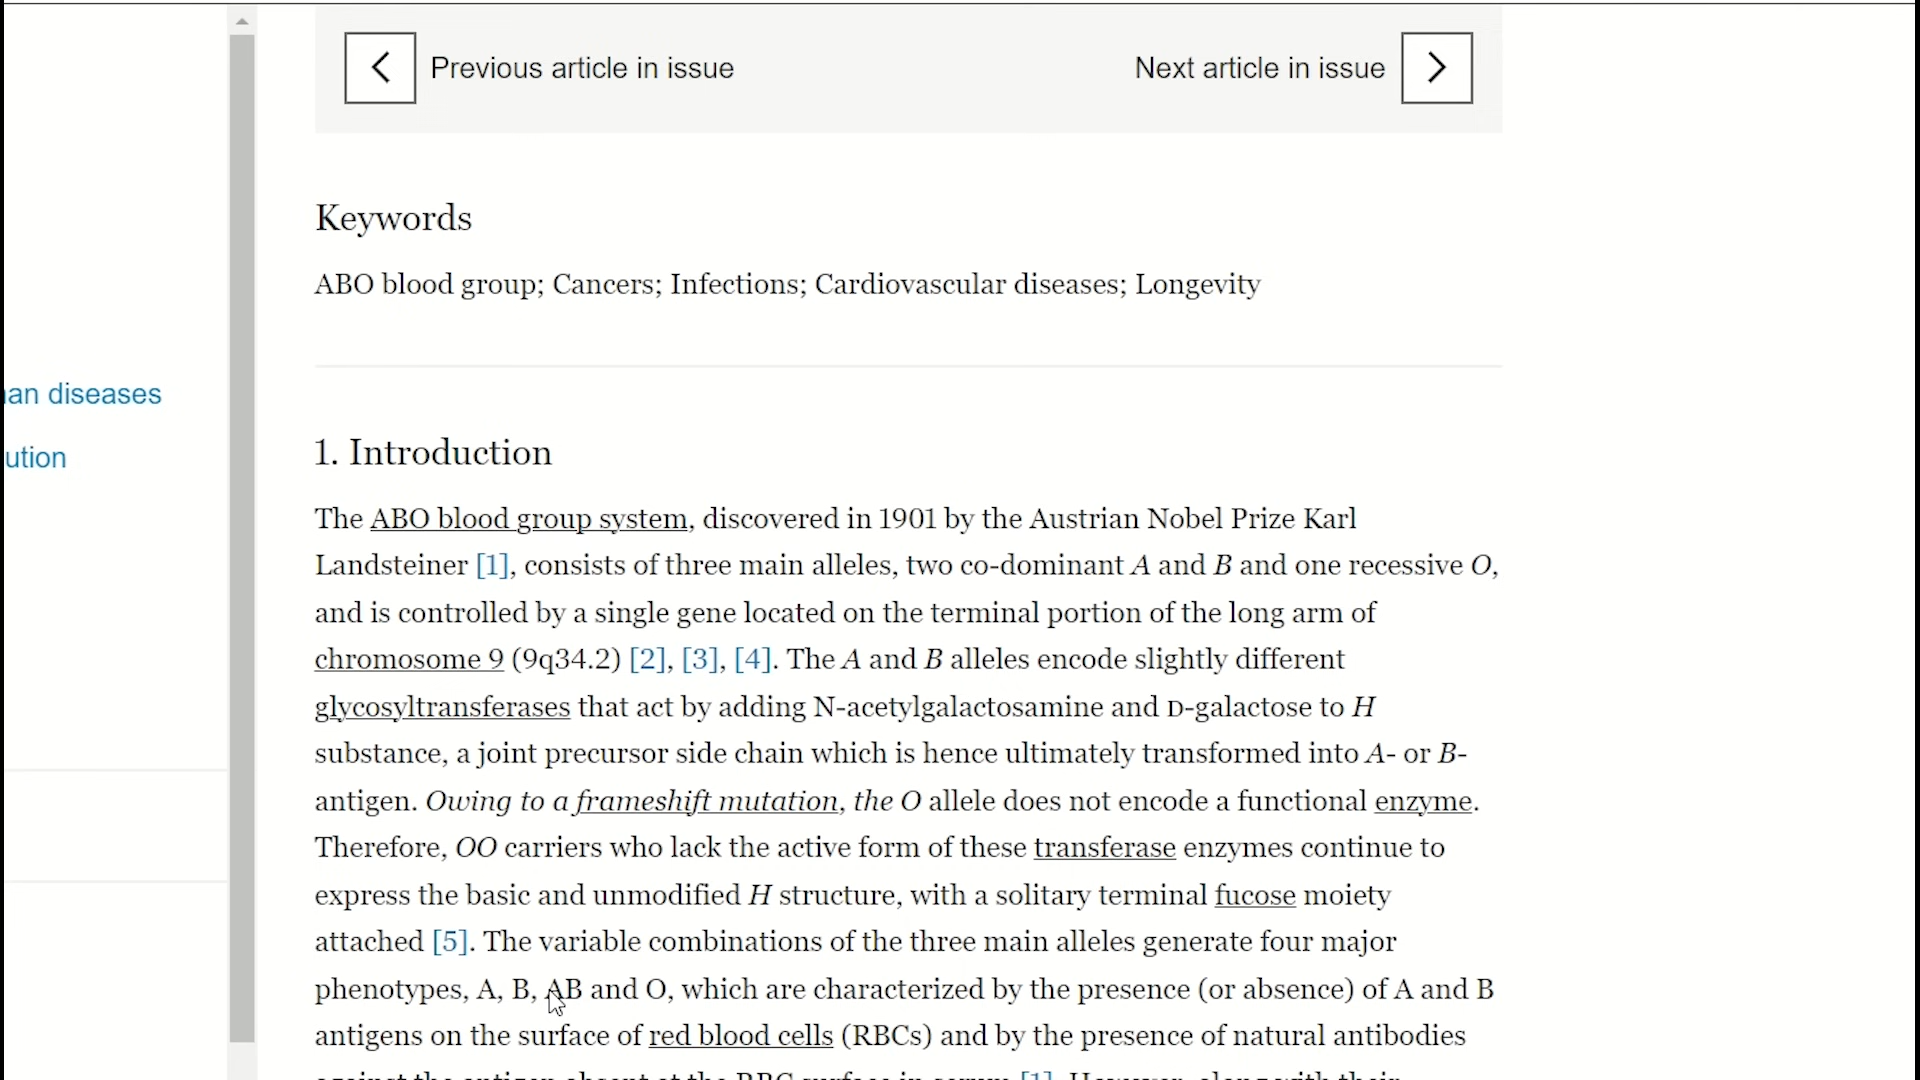 Previous article in issue
Next article in issue
Keywords
ABO blood group; Cancers; Infections; Cardiovascular diseases; Longevity
an diseases
ution
1. Introduction
The ABO blood group system, discovered in 1901 by the Austrian Nobel Prize Karl
Landsteiner [1], consists of three main alleles, two co-dominant A and B and one recessive O,
and is controlled by a single gene located on the terminal portion of the long arm of
chromosome 9 (9q34.2) [2], [3], [4]. The A and B alleles encode slightly different
glycosyltransferases that act by adding N-acetylgalactosamine and D-galactose to H
substance, a joint precursor side chain which is hence ultimately transformed into A- or B-
antigen. Owing to a frameshift mutation, the O allele does not encode a functional enzyme.
Therefore, OO carriers who lack the active form of these transferase enzymes continue to
express the basic and unmodified H structure, with a solitary terminal fucose moiety
attached [5]. The variable combinations of the three main alleles generate four major
phenotypes, A, B, AB and O, which are characterized by the presence (or absence) of A and B
antigens on the surface of red blood cells (RBCs) and by the presence of natural antibodies